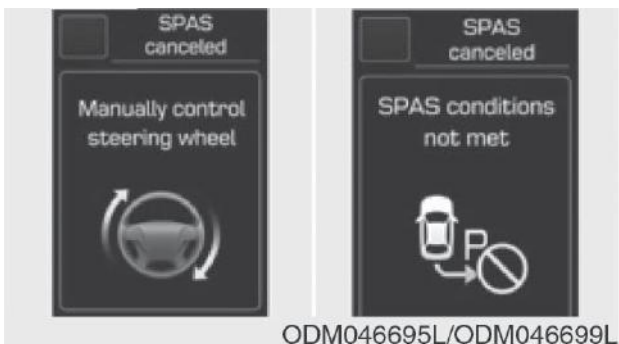 SPAS
canceled
Manually control
steering wheel
SPAS
canceled
SPAS conditions
not met
P
ODM046695L/ODM046699L